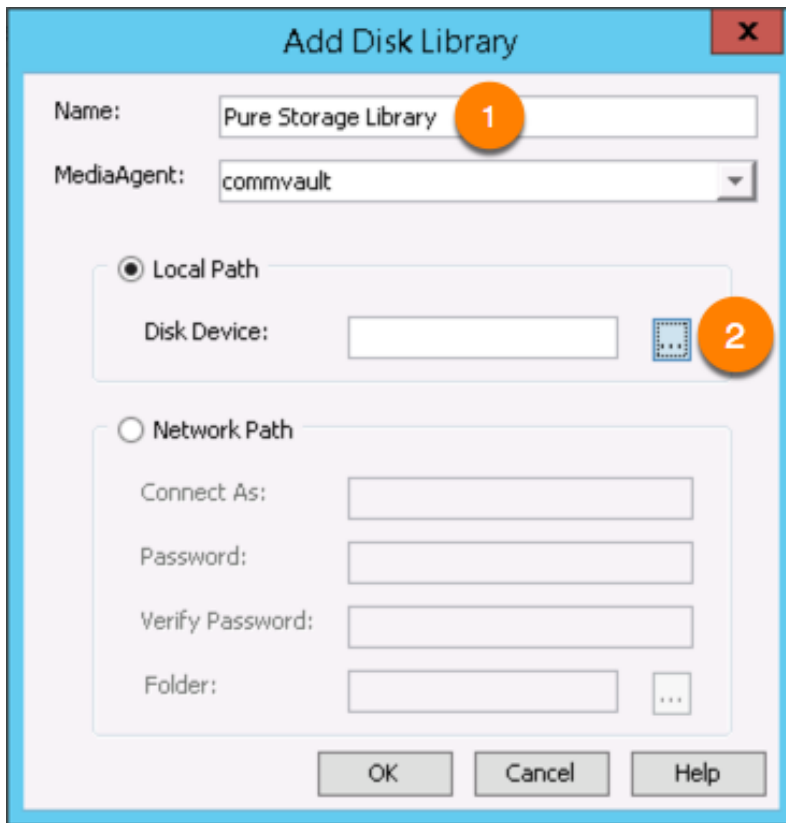 Add Disk Library
x
Name: Pure Storage Library 1
MediaAgent: commvault
Local Path
Disk Device: ... 2
Network Path
Connect As:
Password:
Verify Password:
Folder: ...
OK Cancel Help